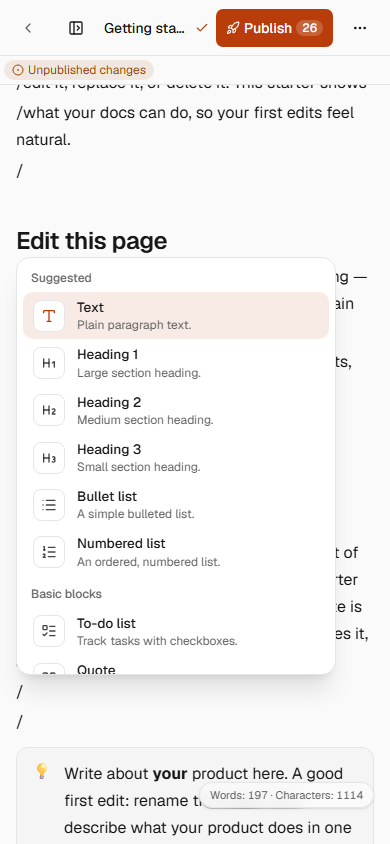 Getting sta...
Publish 26
Unpublished changes
/edit it, replace it, or delete it. This starter shows
/what your docs can do, so your first edits feel
natural.
/
Edit this page
Suggested
Text
Plain paragraph text.
Heading 1
Large section heading.
Heading 2
Medium section heading.
Heading 3
Small section heading.
Bullet list
A simple bulleted list.
Numbered list
An ordered, numbered list.
Basic blocks
To-do list
Track tasks with checkboxes.
Quote
/
/
Write about your product here. A good
first edit: rename
describe what your product does in one
Words: 197 · Characters: 1114